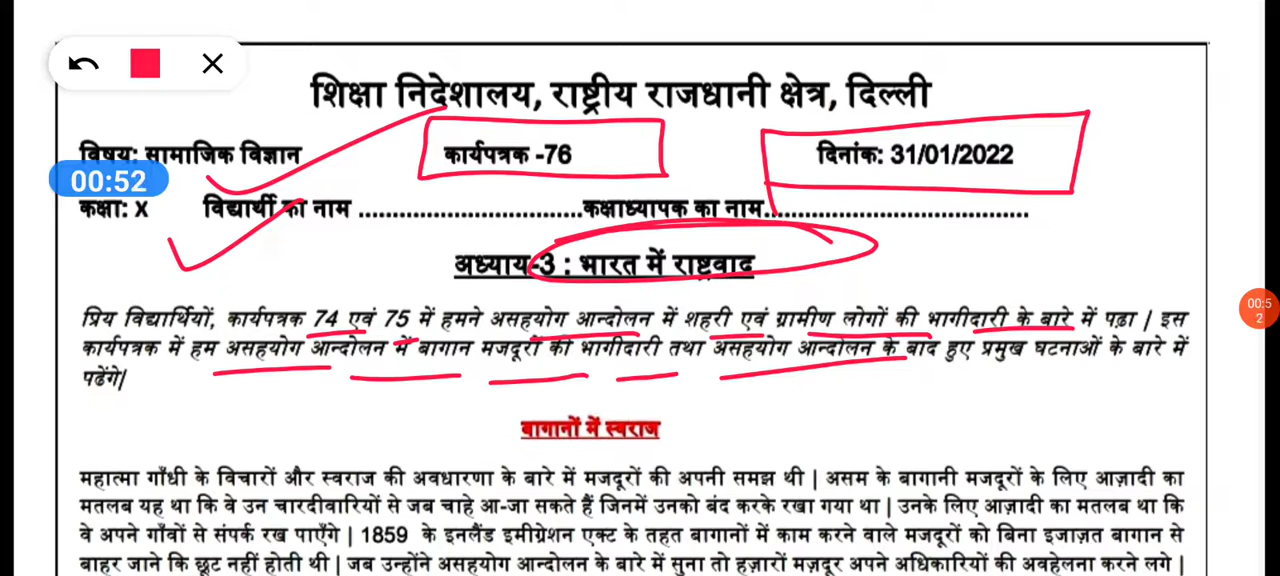 शिक्षा निदेशालय, राष्ट्रीय राजधानी क्षेत्र, दिल्ली
विषय: सामाजिक विज्ञान कार्यपत्रक -76 दिनांक: 31/01/2022
00:52
कक्षा: X विद्यार्थी का नाम ................................कक्षाध्यापक का नाम......................................
अध्याय-3 : भारत में राष्ट्रवाद
प्रिय विद्यार्थियों, कार्यपत्रक 74 एवं 75 में हमने असहयोग आन्दोलन में शहरी एवं ग्रामीण लोगों की भागीदारी के बारे में पढ़ा | इस
00:5
2
कार्यपत्रक में हम असहयोग आन्दोलन में बागान मजदूरों की भागीदारी तथा असहयोग आन्दोलन के बाद हुए प्रमुख घटनाओं के बारे में
पढेंगे|
बागानों में स्वराज
महात्मा गाँधी के विचारों और स्वराज की अवधारणा के बारे में मजदूरों की अपनी समझ थी | असम के बागानी मजदूरों के लिए आज़ादी का
मतलब यह था कि वे उन चारदीवारियों से जब चाहे आ-जा सकते हैं जिनमें उनको बंद करके रखा गया था | उनके लिए आज़ादी का मतलब था कि
वे अपने गाँवों से संपर्क रख पाएँगे | 1859 के इनलैंड इमीग्रेशन एक्ट के तहत बागानों में काम करने वाले मजदूरों को बिना इजाज़त बागान से
बाहर जाने कि छूट नहीं होती थी | जब उन्होंने असहयोग आन्दोलन के बारे में सुना तो हज़ारों मज़दूर अपने अधिकारियों की अवहेलना करने लगे |